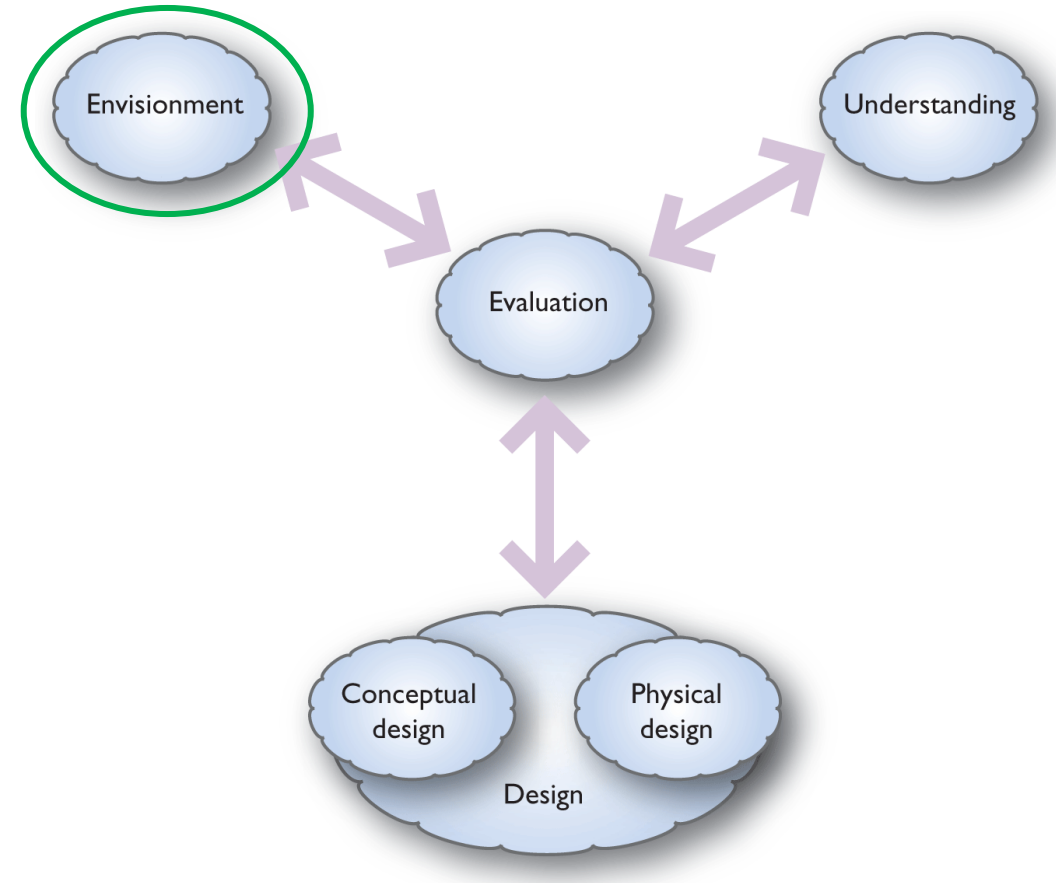 Envisionment
Understanding
Evaluation
Conceptual
design
Physical
design
Design